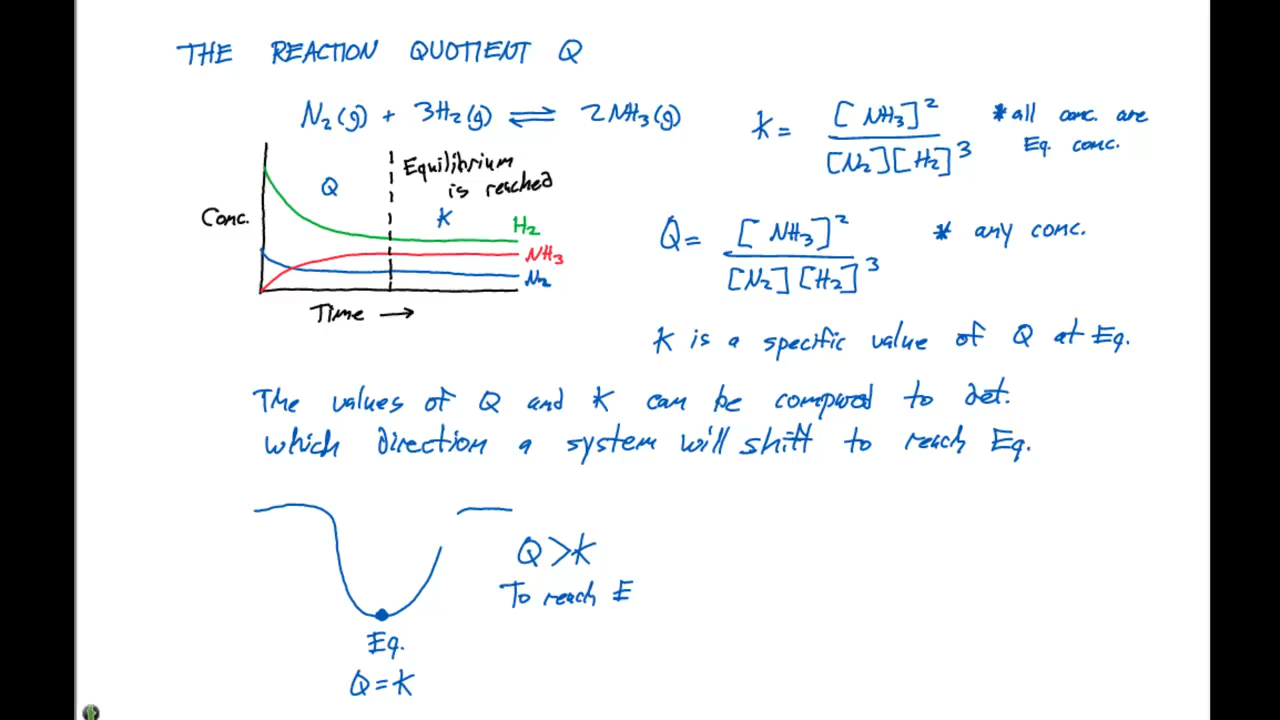 THE REACTION QUOTIENT Q
N₂(g) + 3H₂(g) ⇌ 2NH₃(g)
K = [NH₃]² / [N₂][H₂]³
* all conc. are
Eq. conc.
Equilibrium
is reached
Q
K
Conc.
H₂
NH₃
N₂
Time →
Q = [NH₃]² / [N₂][H₂]³
* any conc.
K is a specific value of Q at Eq.
The values of Q and K can be compared to det.
which direction a system will shift to reach Eq.
Q > K
To reach E
Eq.
Q = K